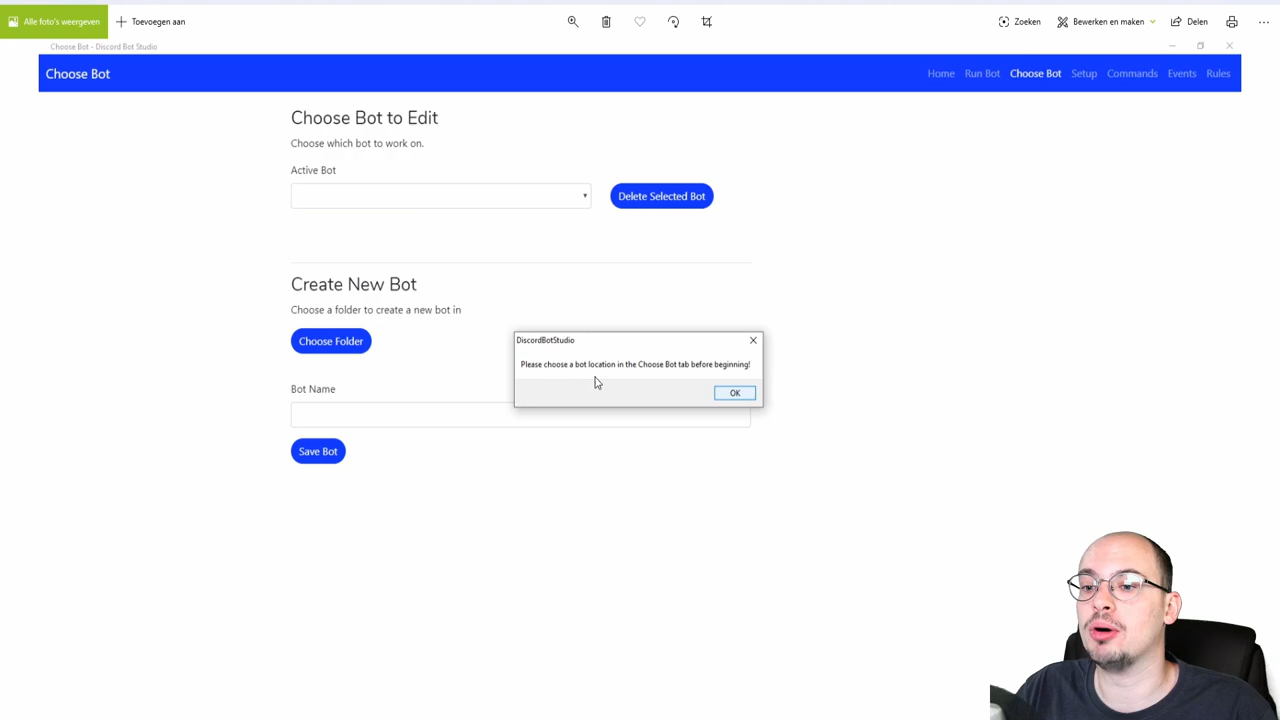 Alle foto's weergeven
Toevoegen aan
Zoeken
Bewerken en maken
Delen
Choose Bot - Discord Bot Studio
Choose Bot
Home Run Bot Choose Bot Setup Commands Events Rules
Choose Bot to Edit
Choose which bot to work on.
Active Bot
Delete Selected Bot
Create New Bot
Choose a folder to create a new bot in
Choose Folder
DiscordBotStudio
Please choose a bot location in the Choose Bot tab before beginning!
OK
Bot Name
Save Bot